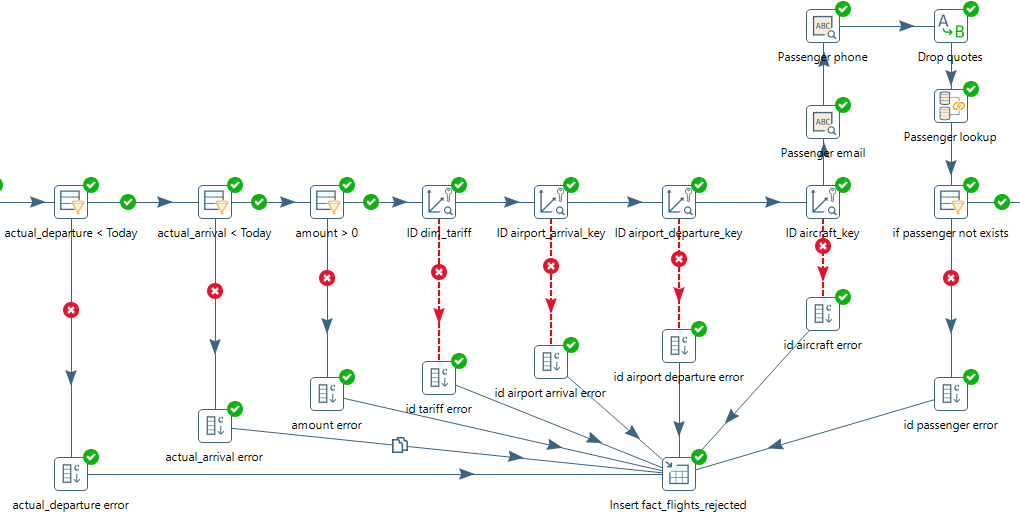 Passenger phone
Drop quotes
Passenger email
Passenger lookup
actual_departure < Today
actual_arrival < Today
amount > 0
ID dim_tariff
ID airport_arrival_key
ID airport_departure_key
ID aircraft_key
if passenger not exists
id aircraft error
id airport departure error
id airport arrival error
id tariff error
amount error
id passenger error
actual_arrival error
actual_departure error
Insert fact_flights_rejected